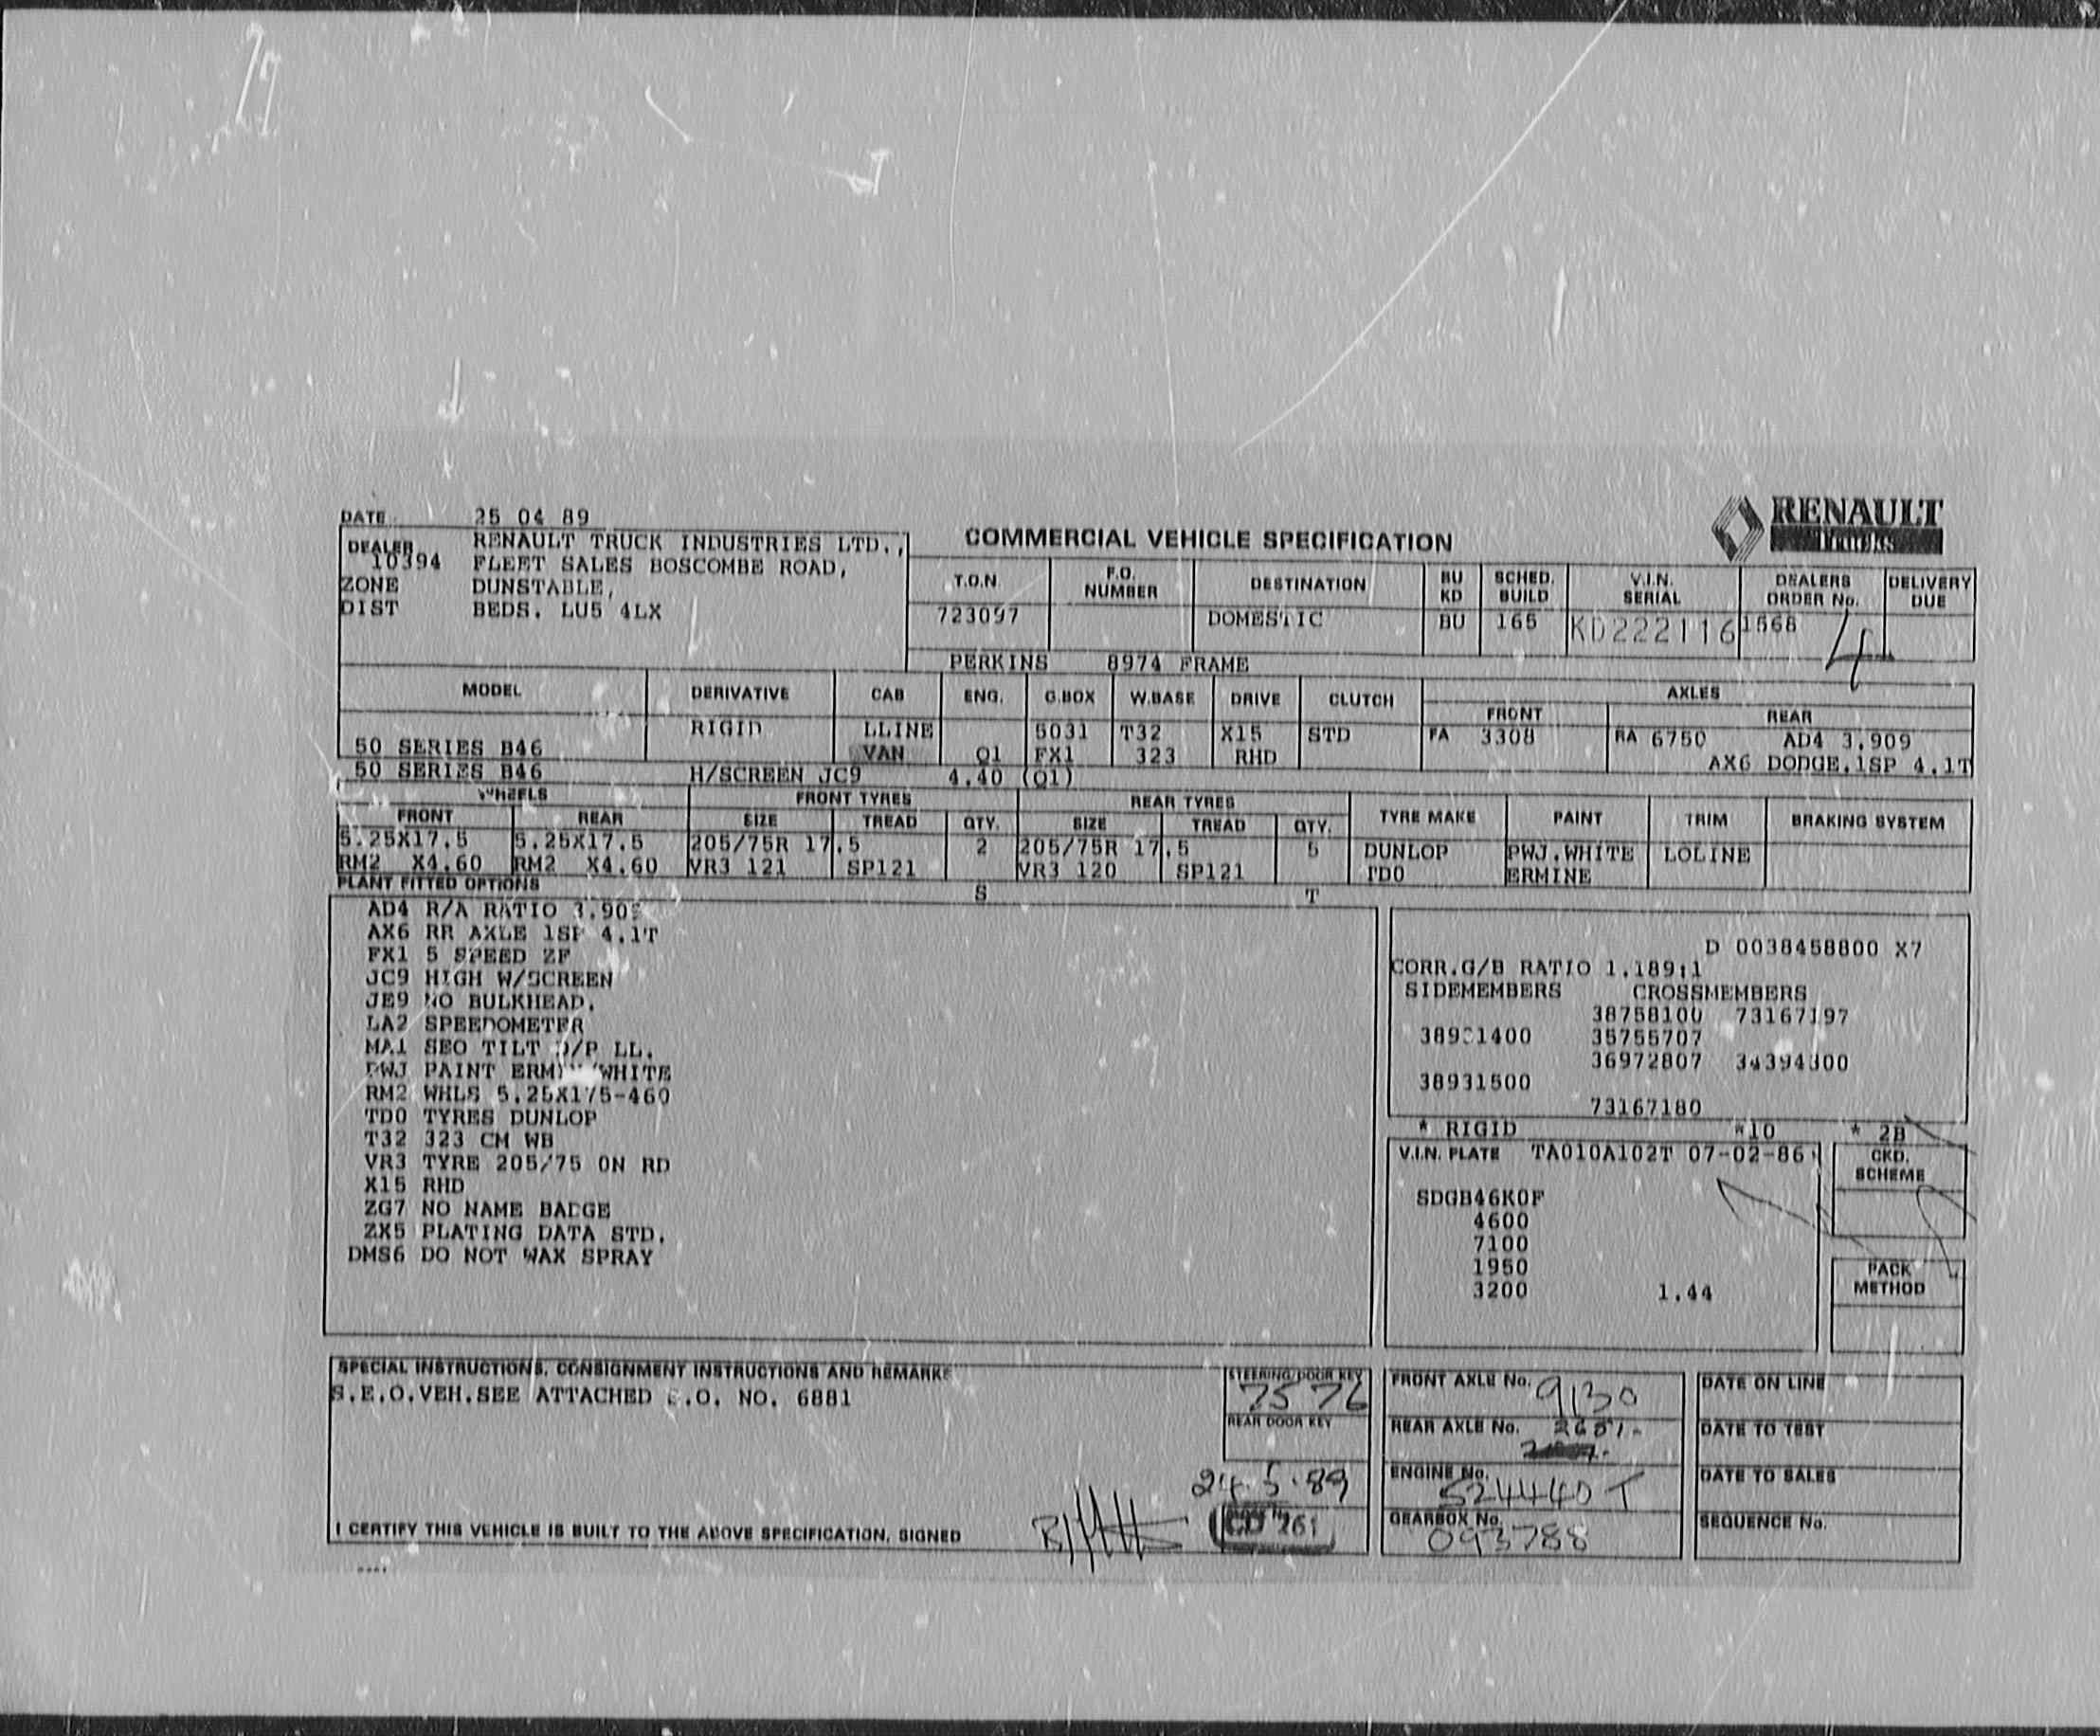 DATE 25 04 89
RENAULT
TRUCKS
DEALER RENAULT TRUCK INDUSTRIES LTD.,
10394 FLEET SALES BOSCOMBE ROAD,
ZONE DUNSTABLE,
DIST BEDS. LU5 4LX
COMMERCIAL VEHICLE SPECIFICATION
T.O.N F.O. NUMBER DESTINATION BU KD SCHED. BUILD V.I.N. SERIAL DEALERS ORDER No. DELIVERY DUE
723097 DOMESTIC BU 165 KD222116 1568 4
PERKINS 8974 FRAME
MODEL DERIVATIVE CAB ENG. G.BOX W.BASE DRIVE CLUTCH AXLES
FRONT REAR
RIGID LLINE 5031 T32 X15 STD FA 3308 RA 6750 AD4 3.909
50 SERIES B46 VAN Q1 FX1 323 RHD AX6 DODGE.1SP 4.1T
50 SERIES B46 H/SCREEN JC9 4.40 (Q1)
WHEELS FRONT TYRES REAR TYRES
FRONT REAR SIZE TREAD QTY. SIZE TREAD QTY. TYRE MAKE PAINT TRIM BRAKING SYSTEM
5.25X17.5 5.25X17.5 205/75R 17.5 2 205/75R 17.5 5 DUNLOP PWJ.WHITE LOLINE
RM2 X4.60 RM2 X4.60 VR3 121 SP121 VR3 120 SP121 TD0 ERMINE
PLANT FITTED OPTIONS S T
AD4 R/A RATIO 3.909
AX6 RR AXLE 1SP 4.1T
FX1 5 SPEED ZF
JC9 HIGH W/SCREEN
JE9 NO BULKHEAD.
LA2 SPEEDOMETER
MA1 SEO TILT O/P LL.
PWJ PAINT WHITE
RM2 WHLS 5.25X175-460
TD0 TYRES DUNLOP
T32 323 CM WB
VR3 TYRE 205/75 ON RD
X15 RHD
ZG7 NO NAME BADGE
ZX5 PLATING DATA STD.
DMS6 DO NOT WAX SPRAY
D 0038458800 X7
CORR.G/B RATIO 1.189:1
SIDEMEMBERS CROSSMEMBERS
38758100 73167197
35755707
36972807
38931500
73167180
* RIGID *10 * 2B
V.I.N. PLATE TA010A102T 07-02-86
CKD. SCHEME
SDGB46K0F
4600
7100
1950
3200 1.44
PACK METHOD
SPECIAL INSTRUCTIONS, CONSIGNMENT INSTRUCTIONS AND REMARKS
S.E.O.VEH.SEE ATTACHED .O. NO. 6881
STEERING/DOOR KEY
7576
REAR DOOR KEY
24.5.89
CD 261
I CERTIFY THIS VEHICLE IS BUILT TO THE ABOVE SPECIFICATION, SIGNED
FRONT AXLE No. 9130
REAR AXLE No.
ENGINE No.
524440 T
GEARBOX No.
093788
DATE ON LINE
DATE TO TEST
DATE TO SALES
SEQUENCE No.